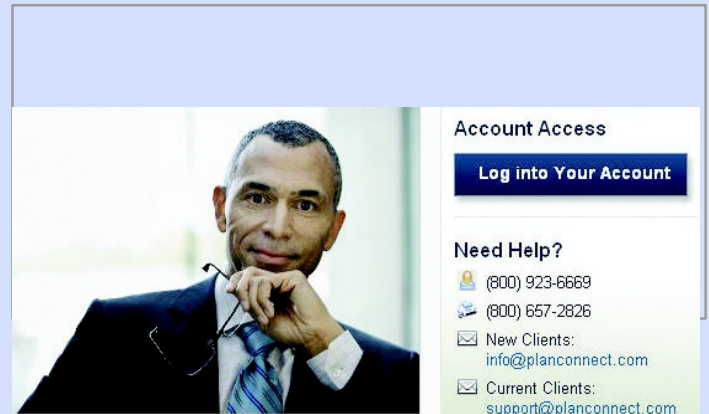 Account Access
Log into Your Account
Need Help?
(800) 923-6669
(800) 657-2826
New Clients:
info@planconnect.com
Current Clients:
support@planconnect.com